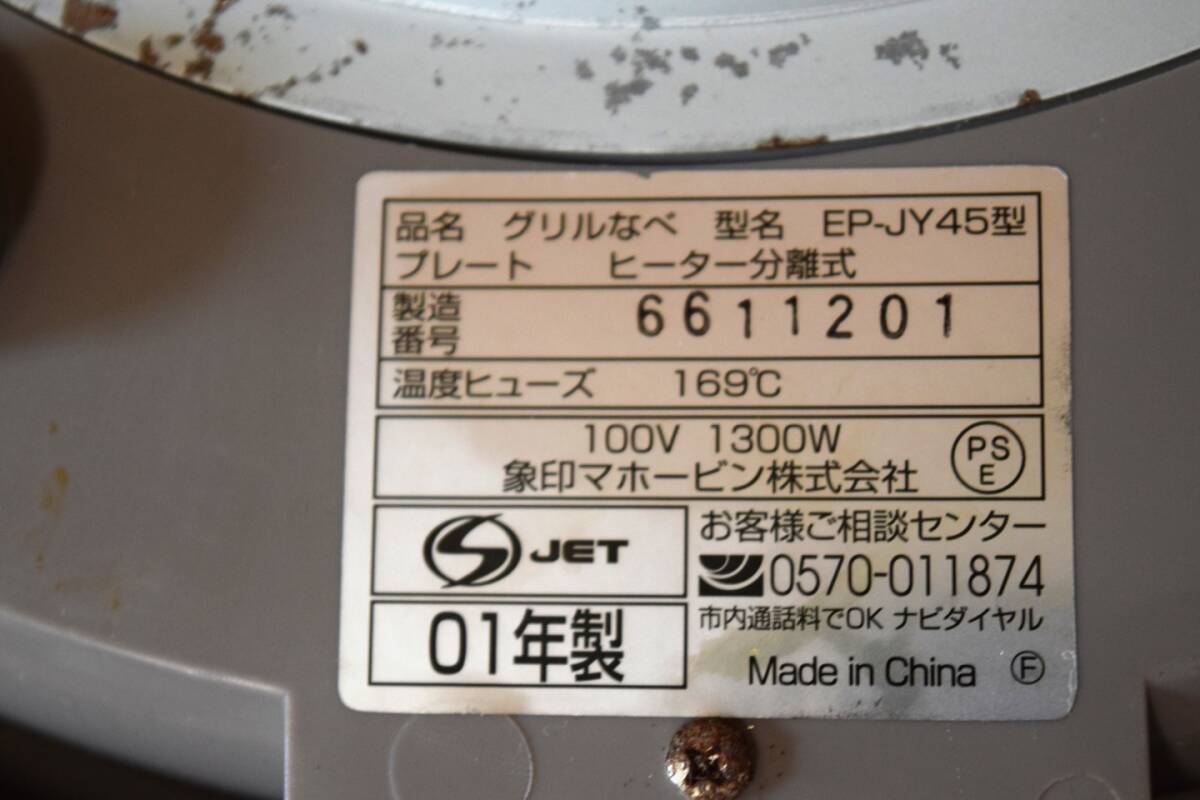 品名 グリルなべ 型名 EP-JY45型
プレート ヒーター分離式
製造
番号 6611201
温度ヒューズ 169℃
100V 1300W
象印マホービン株式会社
PS
E
JET
01年製
お客様ご相談センター
0570-011874
市内通話料でOK ナビダイヤル
Made in China Ⓕ